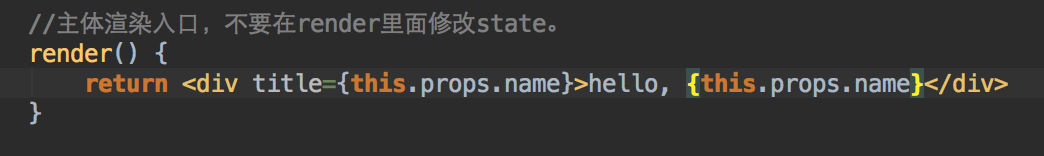 //主体渲染入口，不要在render里面修改state。
render() {
return <div title={this.props.name}>hello, {this.props.name}</div>
}